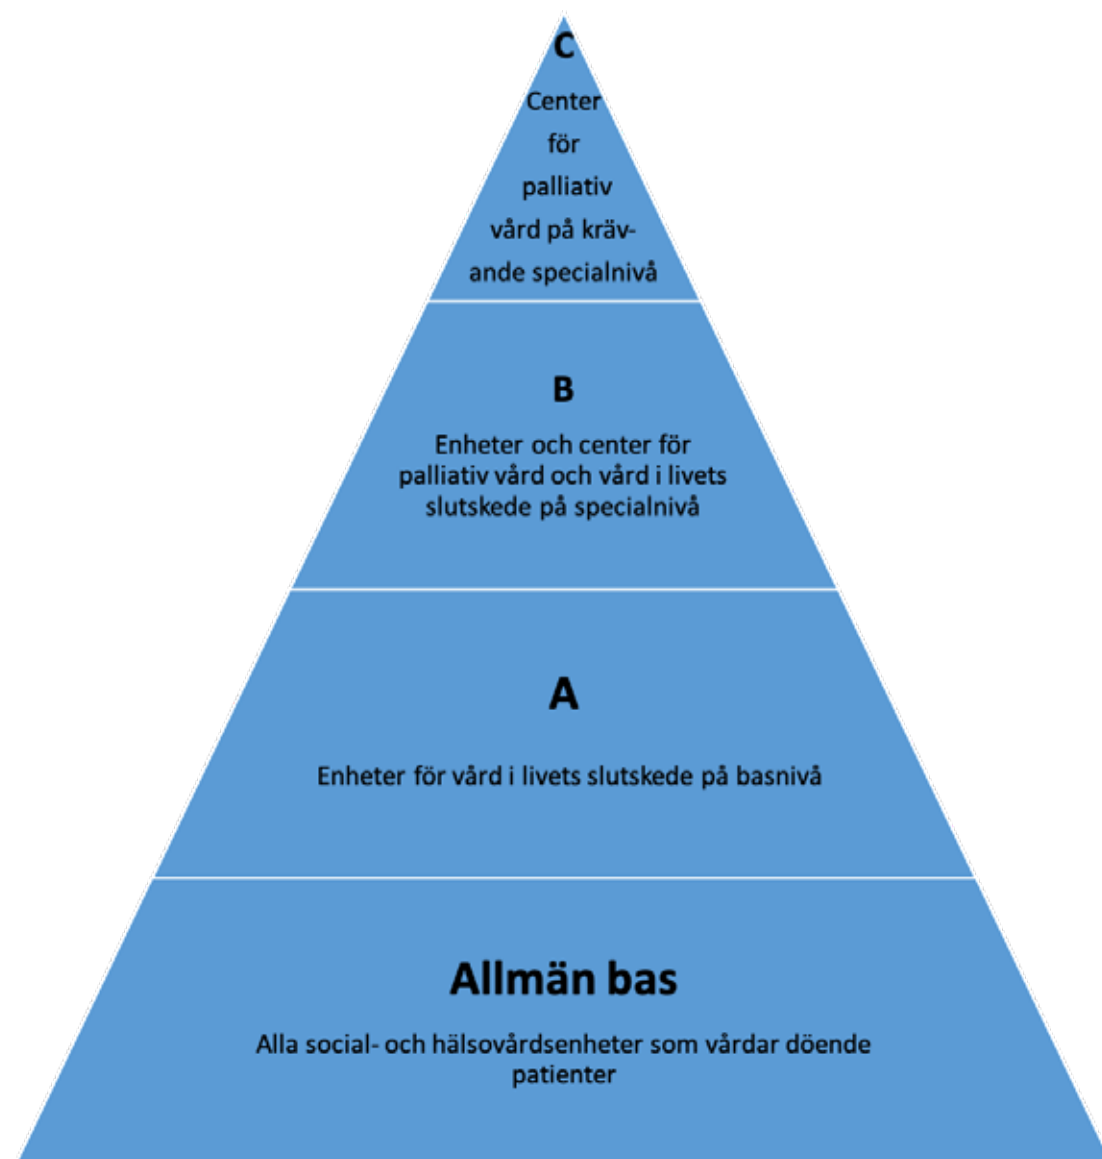 C
Center
för
palliativ
vård på kräv-
ande specialnivå
B
Enheter och center för
palliativ vård och vård i livets
slutskede på specialnivå
A
Enheter för vård i livets slutskede på basnivå
Allmän bas
Alla social- och hälsovårdsenheter som vårdar döende
patienter